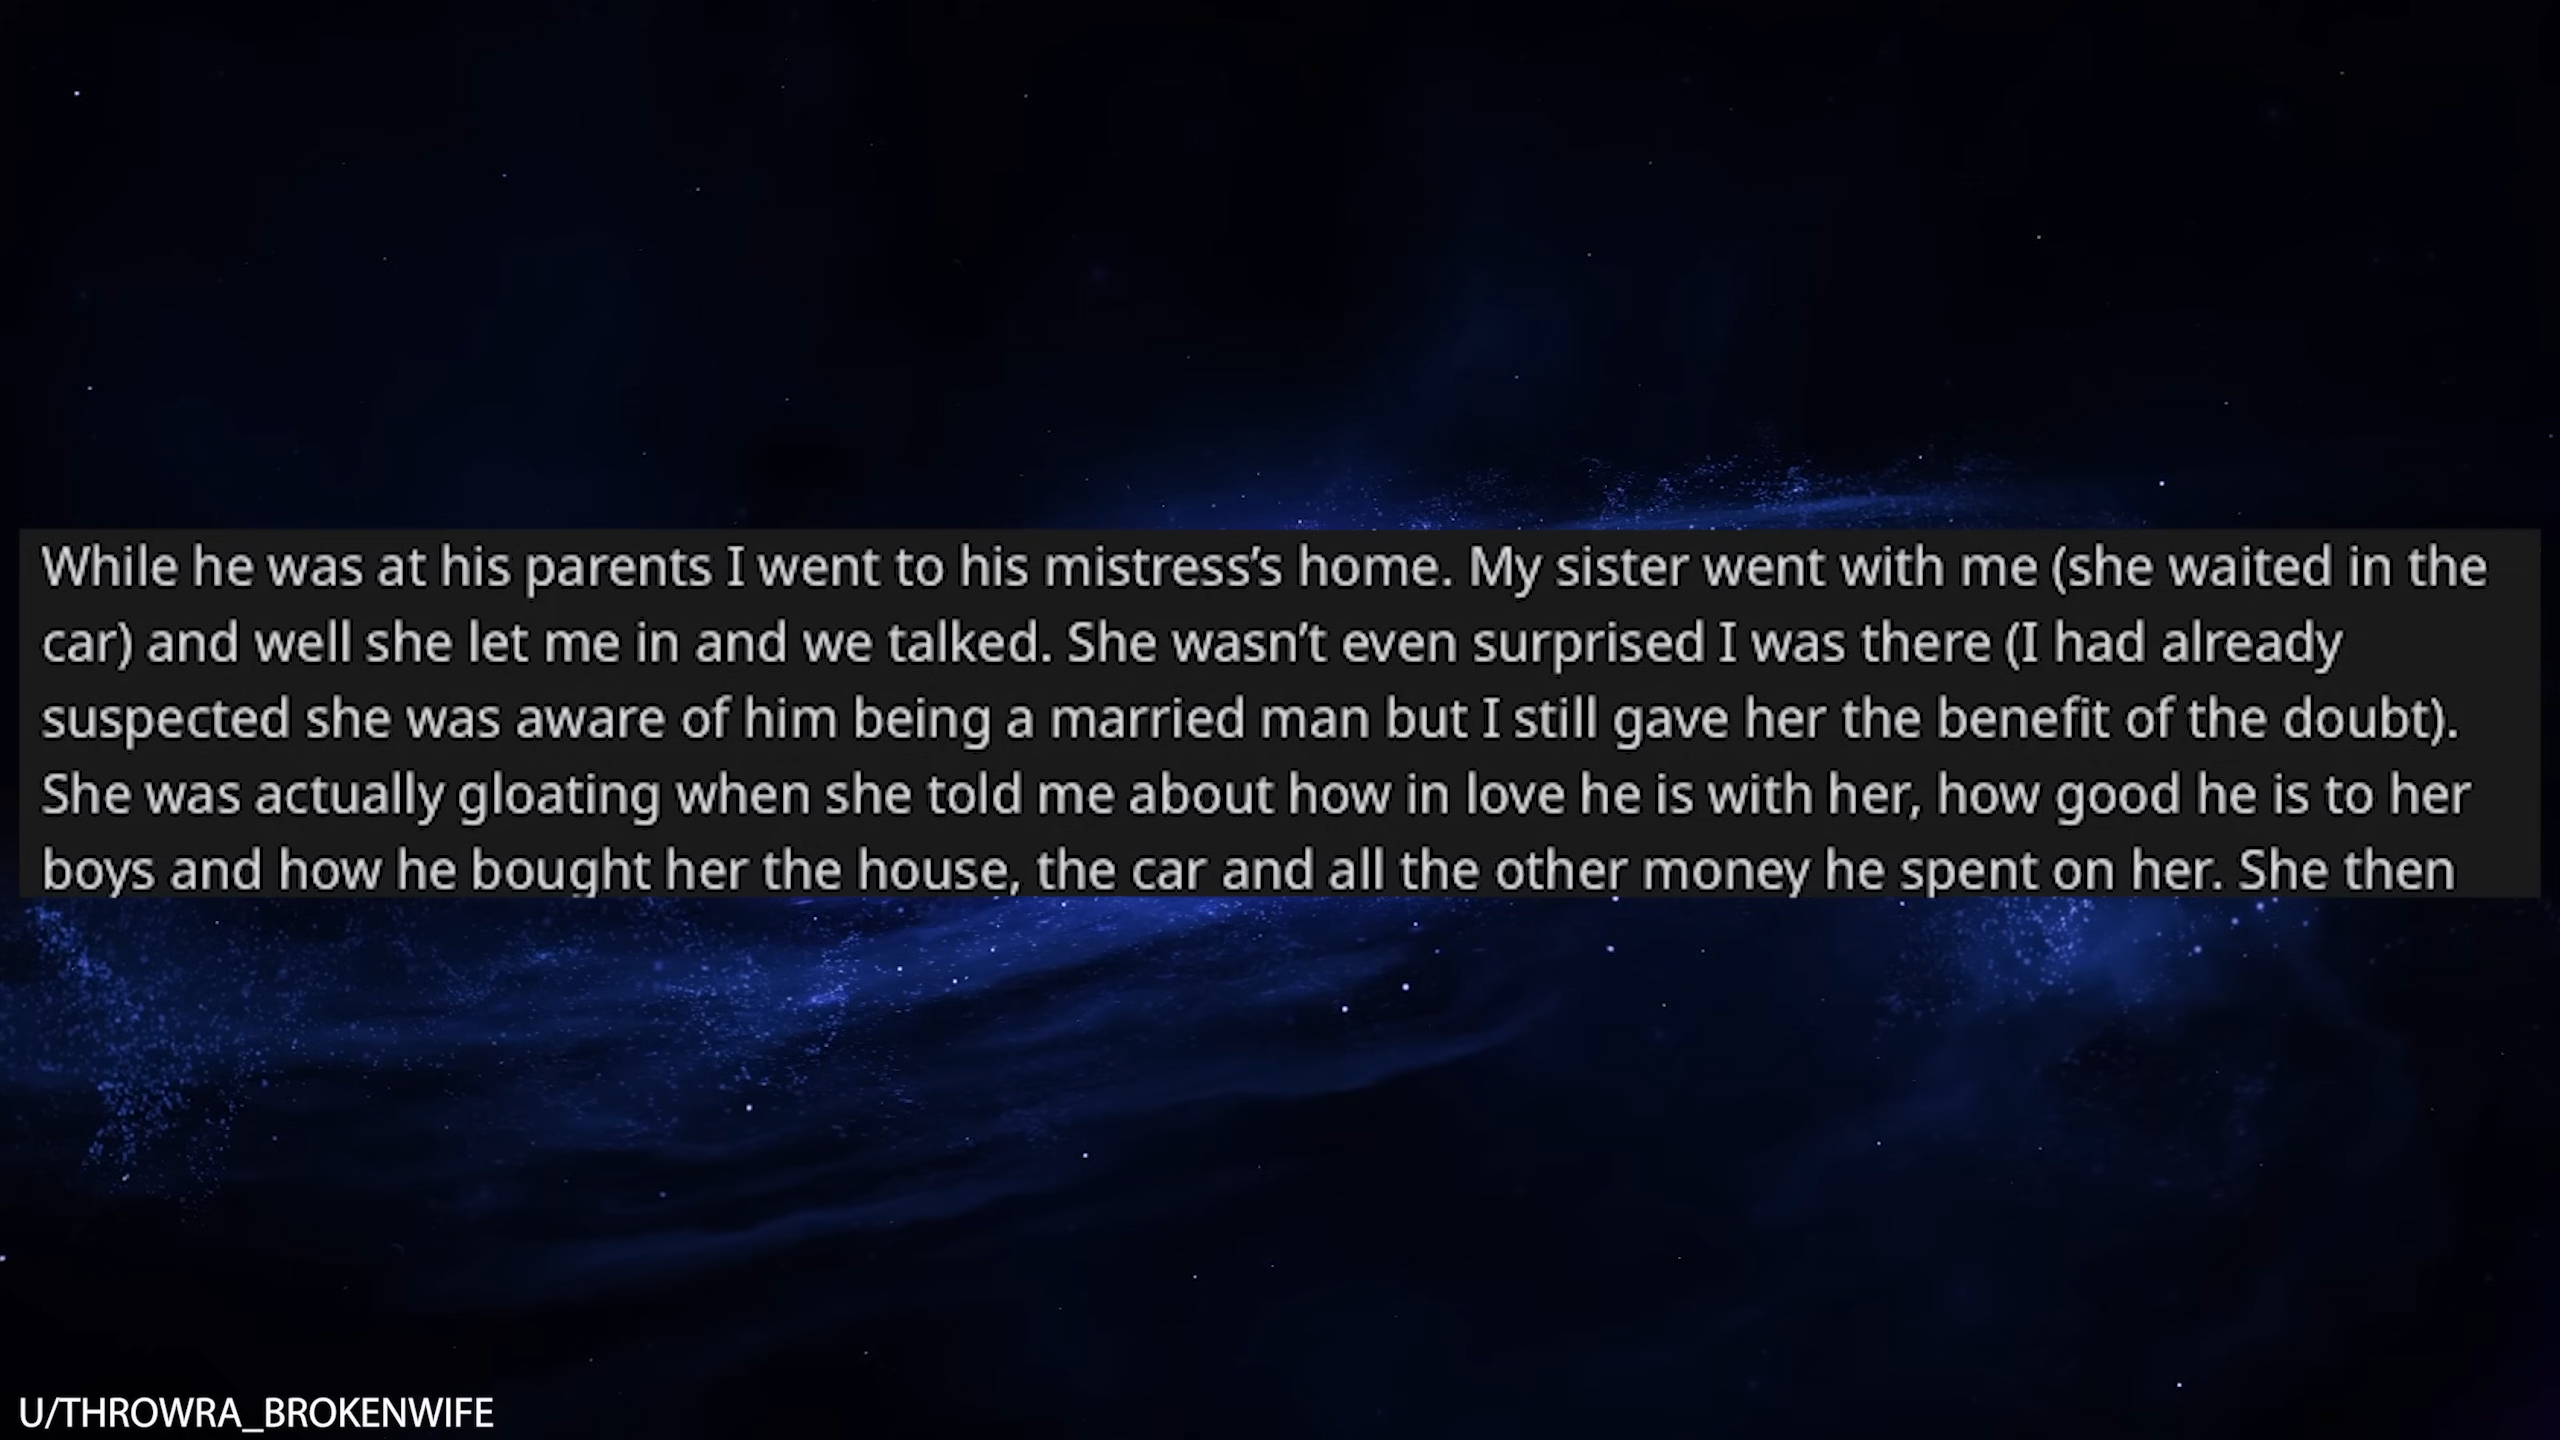 While he was at his parents I went to his mistress’s home. My sister went with me (she waited in the
car) and well she let me in and we talked. She wasn’t even surprised I was there (I had already
suspected she was aware of him being a married man but I still gave her the benefit of the doubt).
She was actually gloating when she told me about how in love he is with her, how good he is to her
boys and how he bought her the house, the car and all the other money he spent on her. She then
U/THROWRA_BROKENWIFE